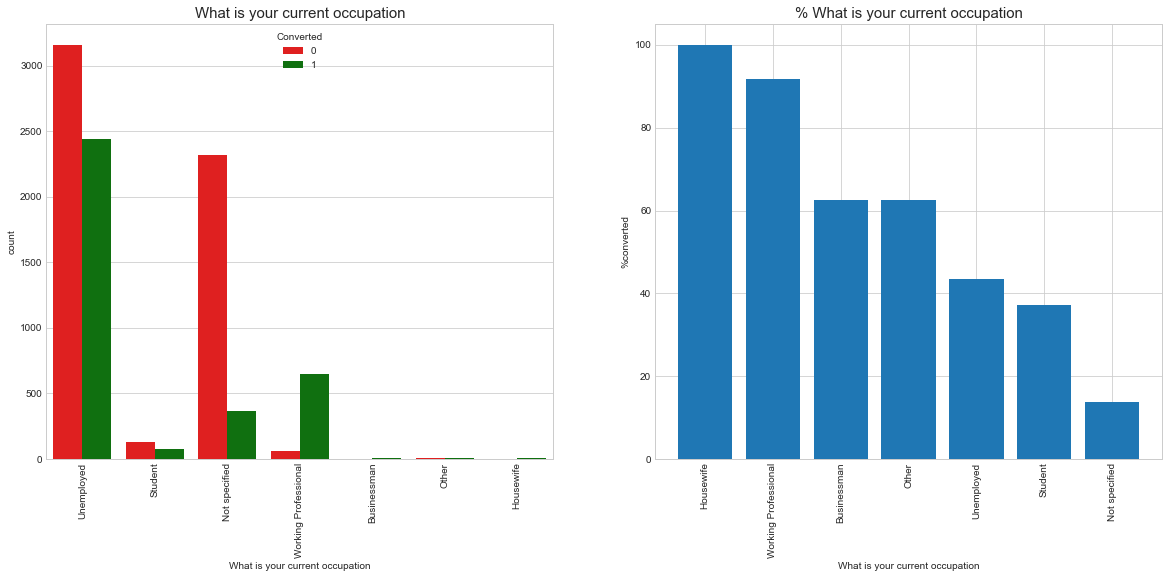 What is your current occupation
Converted
0
1
3000
2500
2000
1500
1000
500
0
count
Unemployed
Student
Not specified
Working Professional
Businessman
Other
Housewife
What is your current occupation
% What is your current occupation
100
80
60
40
20
0
%converted
Housewife
Working Professional
Businessman
Other
Unemployed
Student
Not specified
What is your current occupation